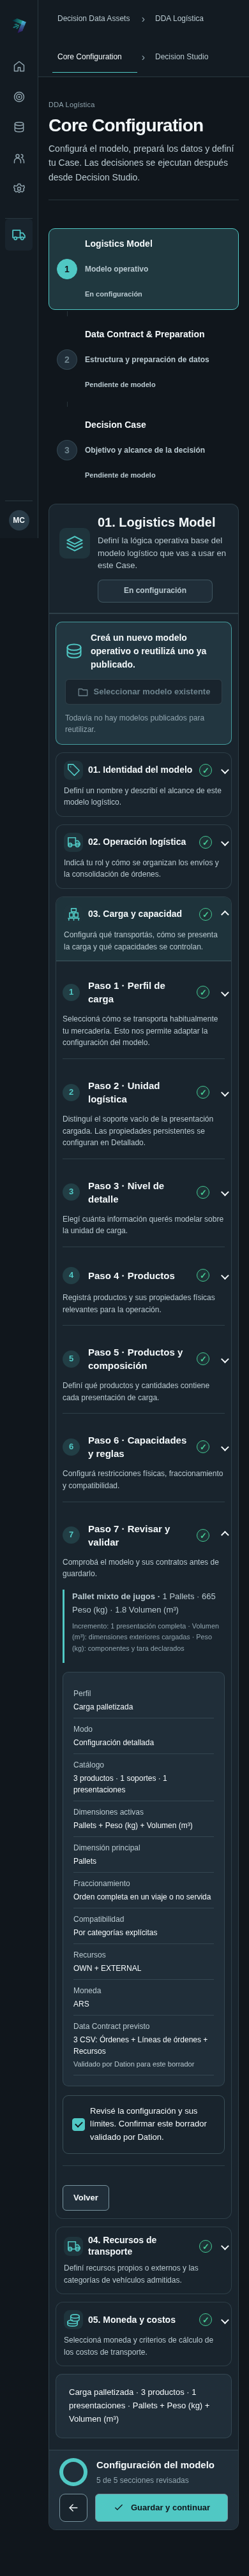 Decision Data Assets › DDA Logística
Core Configuration › Decision Studio
DDA Logística
Core Configuration
Configurá el modelo, prepará los datos y definí
tu Case. Las decisiones se ejecutan después
desde Decision Studio.
Logistics Model
1 Modelo operativo
En configuración
Data Contract & Preparation
2 Estructura y preparación de datos
Pendiente de modelo
Decision Case
3 Objetivo y alcance de la decisión
Pendiente de modelo
MC
01. Logistics Model
Definí la lógica operativa base del
modelo logístico que vas a usar en
este Case.
En configuración
Creá un nuevo modelo
operativo o reutilizá uno ya
publicado.
Seleccionar modelo existente
Todavía no hay modelos publicados para
reutilizar.
01. Identidad del modelo
Definí un nombre y describí el alcance de este
modelo logístico.
02. Operación logística
Indicá tu rol y cómo se organizan los envíos y
la consolidación de órdenes.
03. Carga y capacidad
Configurá qué transportás, cómo se presenta
la carga y qué capacidades se controlan.
1 Paso 1 · Perfil de
carga
Seleccioná cómo se transporta habitualmente
tu mercadería. Esto nos permite adaptar la
configuración del modelo.
2 Paso 2 · Unidad
logística
Distinguí el soporte vacío de la presentación
cargada. Las propiedades persistentes se
configuran en Detallado.
3 Paso 3 · Nivel de
detalle
Elegí cuánta información querés modelar sobre
la unidad de carga.
4 Paso 4 · Productos
Registrá productos y sus propiedades físicas
relevantes para la operación.
5 Paso 5 · Productos y
composición
Definí qué productos y cantidades contiene
cada presentación de carga.
6 Paso 6 · Capacidades
y reglas
Configurá restricciones físicas, fraccionamiento
y compatibilidad.
7 Paso 7 · Revisar y
validar
Comprobá el modelo y sus contratos antes de
guardarlo.
Pallet mixto de jugos · 1 Pallets · 665
Peso (kg) · 1.8 Volumen (m³)
Incremento: 1 presentación completa · Volumen
(m³): dimensiones exteriores cargadas · Peso
(kg): componentes y tara declarados
Perfil
Carga palletizada
Modo
Configuración detallada
Catálogo
3 productos · 1 soportes · 1
presentaciones
Dimensiones activas
Pallets + Peso (kg) + Volumen (m³)
Dimensión principal
Pallets
Fraccionamiento
Orden completa en un viaje o no servida
Compatibilidad
Por categorías explícitas
Recursos
OWN + EXTERNAL
Moneda
ARS
Data Contract previsto
3 CSV: Órdenes + Líneas de órdenes +
Recursos
Validado por Dation para este borrador
Revisé la configuración y sus
límites. Confirmar este borrador
validado por Dation.
Volver
04. Recursos de
transporte
Definí recursos propios o externos y las
categorías de vehículos admitidas.
05. Moneda y costos
Seleccioná moneda y criterios de cálculo de
los costos de transporte.
Carga palletizada · 3 productos · 1
presentaciones · Pallets + Peso (kg) +
Volumen (m³)
Configuración del modelo
5 de 5 secciones revisadas
Guardar y continuar